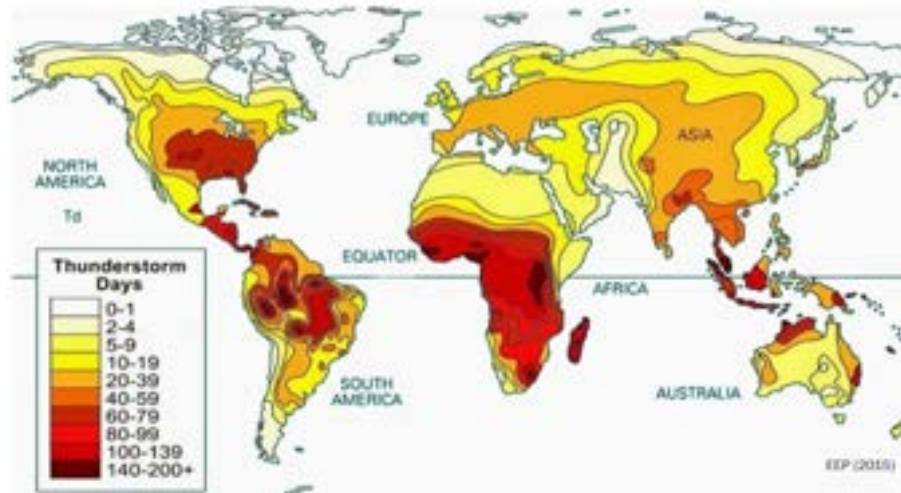 EUROPE
ASIA
NORTH
AMERICA
Td
EQUATOR
AFRICA
SOUTH
AMERICA
AUSTRALIA
Thunderstorm
Days
0-1
2-4
5-9
10-19
20-39
40-59
60-79
80-99
100-139
140-200+
EEP (2015)